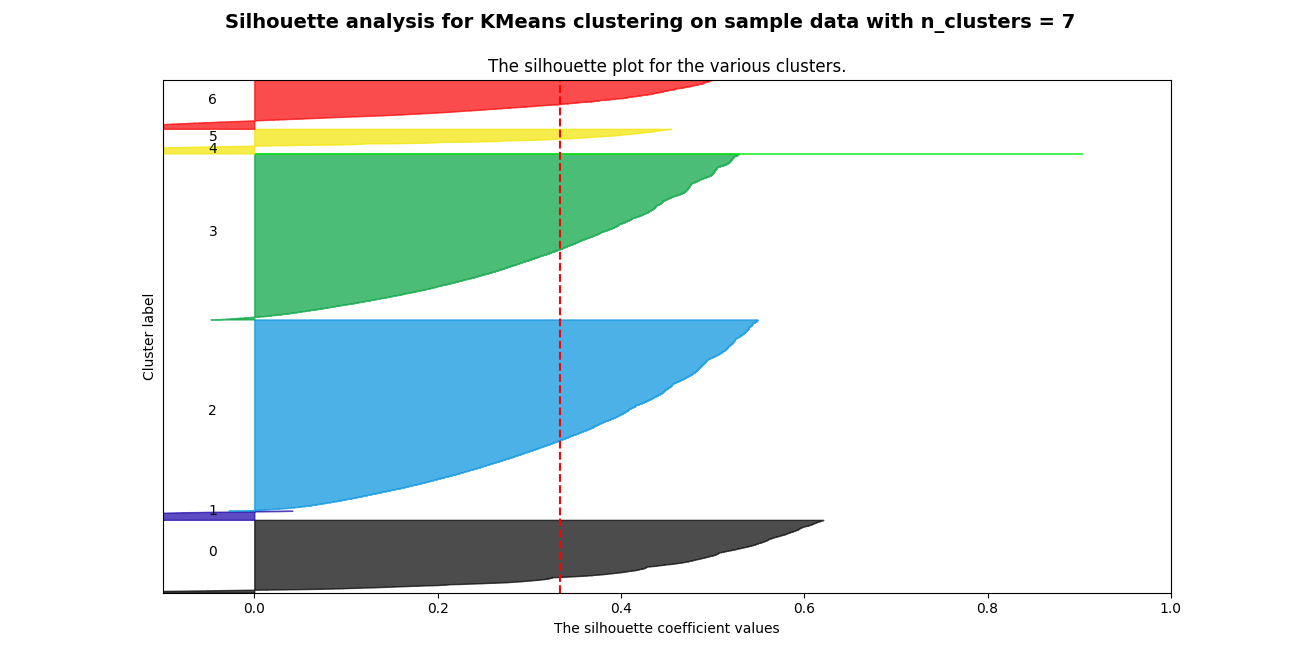 Silhouette analysis for KMeans clustering on sample data with n_clusters = 7
The silhouette plot for the various clusters.
6
5
4
3
2
1
0
Cluster label
0.0 0.2 0.4 0.6 0.8 1.0
The silhouette coefficient values